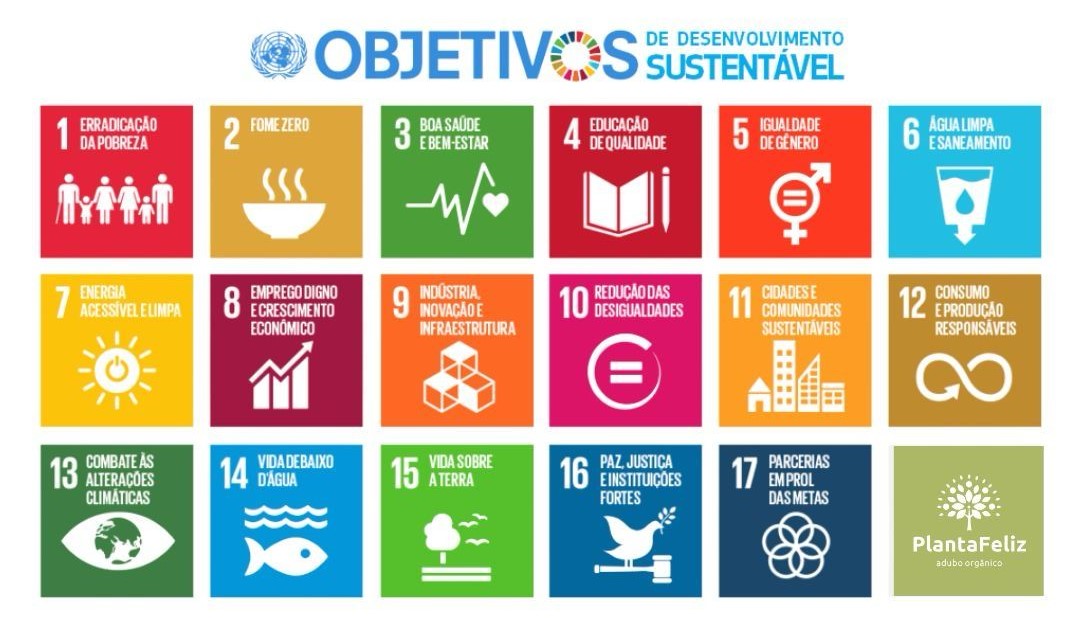 OBJETIVOS
DE DESENVOLVIMENTO
SUSTENTÁVEL
1 ERRADICAÇÃO
DA POBREZA
2 FOME ZERO
3 BOA SAÚDE
E BEM-ESTAR
4 EDUCAÇÃO
DE QUALIDADE
5 IGUALDADE
DE GÊNERO
6 ÁGUA LIMPA
E SANEAMENTO
7 ENERGIA
ACESSÍVEL E LIMPA
8 EMPREGO DIGNO
E CRESCIMENTO
ECONÔMICO
9 INDÚSTRIA,
INOVAÇÃO E
INFRAESTRUTURA
10 REDUÇÃO DAS
DESIGUALDADES
11 CIDADES E
COMUNIDADES
SUSTENTÁVEIS
12 CONSUMO
E PRODUÇÃO
RESPONSÁVEIS
13 COMBATE ÀS
ALTERAÇÕES
CLIMÁTICAS
14 VIDA DEBAIXO
D'ÁGUA
15 VIDA SOBRE
A TERRA
16 PAZ, JUSTIÇA
E INSTITUIÇÕES
FORTES
17 PARCERIAS
EM PROL
DAS METAS
PlantaFeliz
adubo orgânico